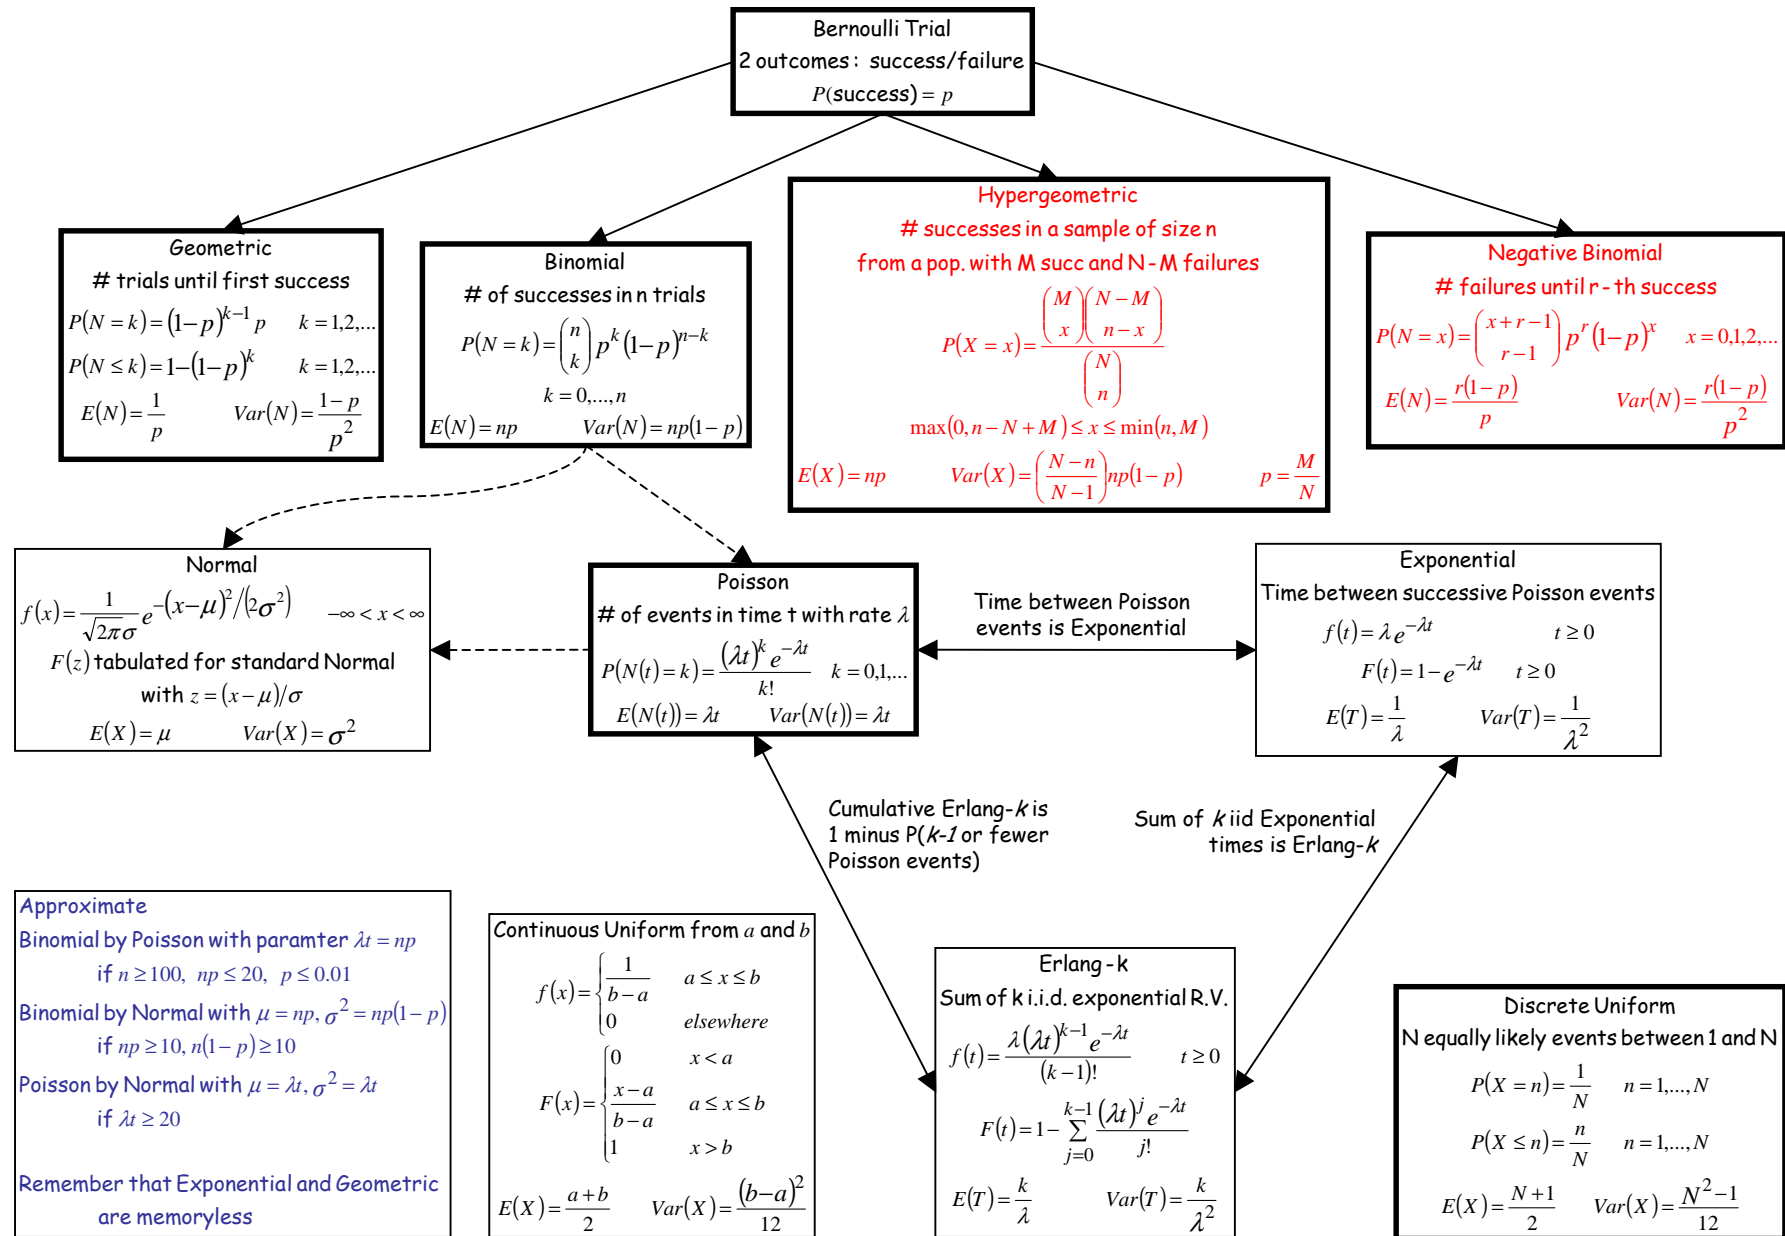 Bernoulli Trial
2 outcomes: success/failure
P(success) = p
Geometric
# trials until first success
P(N = k) = (1−p)^{k−1} p   k = 1,2,...
P(N ≤ k) = 1−(1−p)^k   k = 1,2,...
E(N) = 1/p   Var(N) = (1−p)/p^2
Binomial
# of successes in n trials
P(N = k) = (n choose k) p^k (1−p)^{n−k}
k = 0,...,n
E(N) = np   Var(N) = np(1−p)
Hypergeometric
# successes in a sample of size n
from a pop. with M succ and N-M failures
P(X = x) = (M choose x)(N−M choose n−x) / (N choose n)
max(0, n−N+M) ≤ x ≤ min(n, M)
E(X) = np   Var(X) = ((N−n)/(N−1)) np(1−p)   p = M/N
Negative Binomial
# failures until r-th success
P(N = x) = (x+r−1 choose r−1) p^r (1−p)^x   x = 0,1,2,...
E(N) = r(1−p)/p   Var(N) = r(1−p)/p^2
Normal
f(x) = 1/(√(2π)σ) e^{−(x−μ)^2/(2σ^2)}   −∞ < x < ∞
F(z) tabulated for standard Normal
with z = (x−μ)/σ
E(X) = μ   Var(X) = σ^2
Poisson
# of events in time t with rate λ
P(N(t) = k) = (λt)^k e^{−λt} / k!   k = 0,1,...
E(N(t)) = λt   Var(N(t)) = λt
Time between Poisson
events is Exponential
Exponential
Time between successive Poisson events
f(t) = λe^{−λt}   t ≥ 0
F(t) = 1−e^{−λt}   t ≥ 0
E(T) = 1/λ   Var(T) = 1/λ^2
Cumulative Erlang-k is
1 minus P(k-1 or fewer
Poisson events)
Sum of k iid Exponential
times is Erlang-k
Approximate
Binomial by Poisson with paramter λt = np
if n ≥ 100, np ≤ 20, p ≤ 0.01
Binomial by Normal with μ = np, σ^2 = np(1−p)
if np ≥ 10, n(1−p) ≥ 10
Poisson by Normal with μ = λt, σ^2 = λt
if λt ≥ 20
Remember that Exponential and Geometric
are memoryless
Continuous Uniform from a and b
f(x) = { 1/(b−a)   a ≤ x ≤ b
0   elsewhere
F(x) = { 0   x < a
(x−a)/(b−a)   a ≤ x ≤ b
1   x > b
E(X) = (a+b)/2   Var(X) = (b−a)^2/12
Erlang-k
Sum of k i.i.d. exponential R.V.
f(t) = λ(λt)^{k−1} e^{−λt} / (k−1)!   t ≥ 0
F(t) = 1− ∑_{j=0}^{k−1} (λt)^j e^{−λt} / j!
E(T) = k/λ   Var(T) = k/λ^2
Discrete Uniform
N equally likely events between 1 and N
P(X = n) = 1/N   n = 1,...,N
P(X ≤ n) = n/N   n = 1,...,N
E(X) = (N+1)/2   Var(X) = (N^2−1)/12